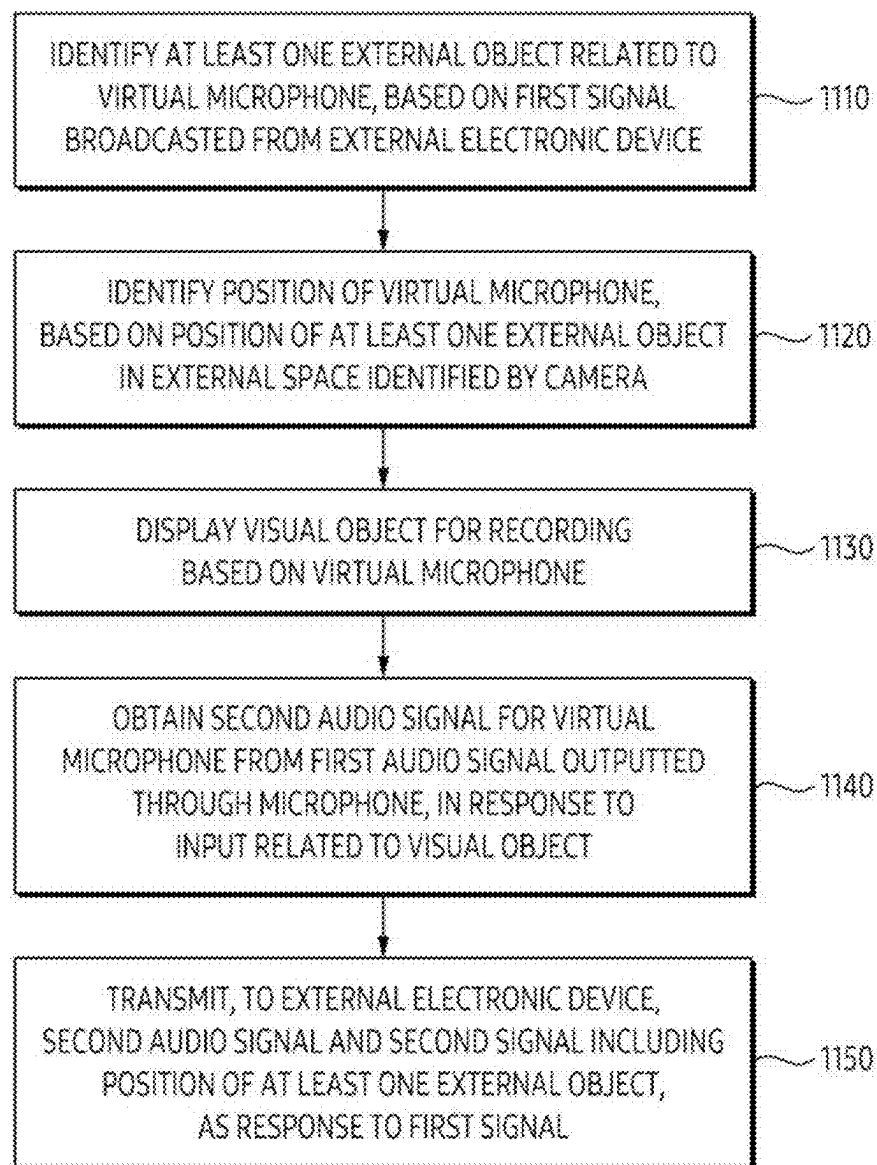 IDENTIFY AT LEAST ONE EXTERNAL OBJECT RELATED TO
VIRTUAL MICROPHONE, BASED ON FIRST SIGNAL
BROADCASTED FROM EXTERNAL ELECTRONIC DEVICE
1110
IDENTIFY POSITION OF VIRTUAL MICROPHONE,
BASED ON POSITION OF AT LEAST ONE EXTERNAL OBJECT
IN EXTERNAL SPACE IDENTIFIED BY CAMERA
1120
DISPLAY VISUAL OBJECT FOR RECORDING
BASED ON VIRTUAL MICROPHONE
1130
OBTAIN SECOND AUDIO SIGNAL FOR VIRTUAL
MICROPHONE FROM FIRST AUDIO SIGNAL OUTPUTTED
THROUGH MICROPHONE, IN RESPONSE TO
INPUT RELATED TO VISUAL OBJECT
1140
TRANSMIT, TO EXTERNAL ELECTRONIC DEVICE,
SECOND AUDIO SIGNAL AND SECOND SIGNAL INCLUDING
POSITION OF AT LEAST ONE EXTERNAL OBJECT,
AS RESPONSE TO FIRST SIGNAL
1150